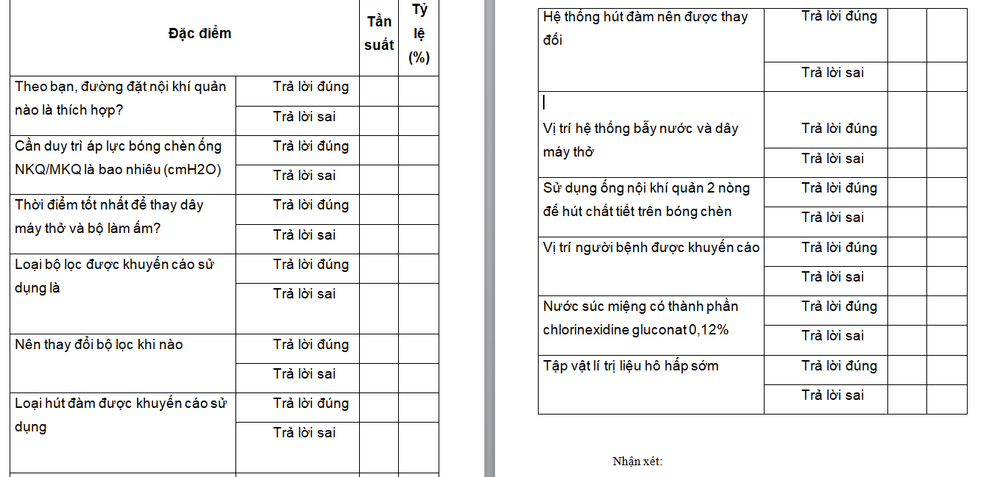 Đặc điểm
Tần suất
Tỷ lệ (%)
Theo bạn, đường đặt nội khí quản
nào là thích hợp?
Trả lời đúng
Trả lời sai
Cần duy trì áp lực bóng chèn ống
NKQ/MKQ là bao nhiêu (cmH2O)
Trả lời đúng
Trả lời sai
Thời điểm tốt nhất để thay dây
máy thở và bộ làm ấm?
Trả lời đúng
Trả lời sai
Loại bộ lọc được khuyến cáo sử
dụng là
Trả lời đúng
Trả lời sai
Nên thay đổi bộ lọc khi nào
Trả lời đúng
Trả lời sai
Loại hút đàm được khuyến cáo sử
dụng
Trả lời đúng
Trả lời sai
Hệ thống hút đàm nên được thay
đổi
Trả lời đúng
Trả lời sai
Vị trí hệ thống bẫy nước và dây
máy thở
Trả lời đúng
Trả lời sai
Sử dụng ống nội khí quản 2 nòng
để hút chất tiết trên bóng chèn
Trả lời đúng
Trả lời sai
Vị trí người bệnh được khuyến cáo
Trả lời đúng
Trả lời sai
Nước súc miệng có thành phần
chlorinexidine gluconat 0,12%
Trả lời đúng
Trả lời sai
Tập vật lí trị liệu hô hấp sớm
Trả lời đúng
Trả lời sai
Nhận xét: